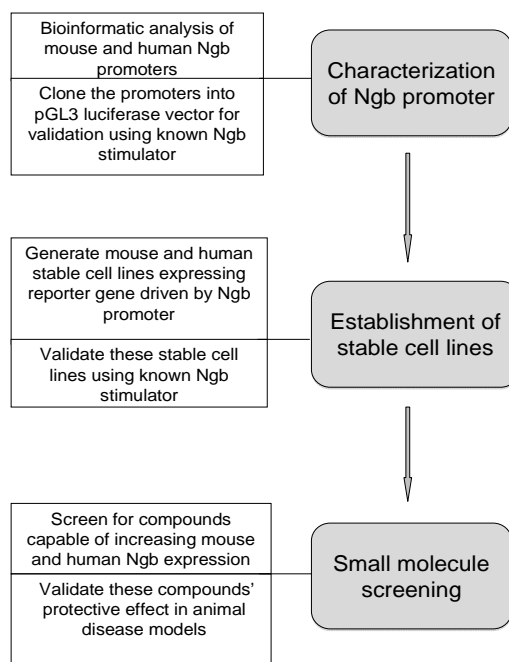 Bioinformatic analysis of
mouse and human Ngb
promoters
Clone the promoters into
pGL3 luciferase vector for
validation using known Ngb
stimulator
Characterization
of Ngb promoter
Generate mouse and human
stable cell lines expressing
reporter gene driven by Ngb
promoter
Validate these stable cell
lines using known Ngb
stimulator
Establishment of
stable cell lines
Screen for compounds
capable of increasing mouse
and human Ngb expression
Validate these compounds’
protective effect in animal
disease models
Small molecule
screening